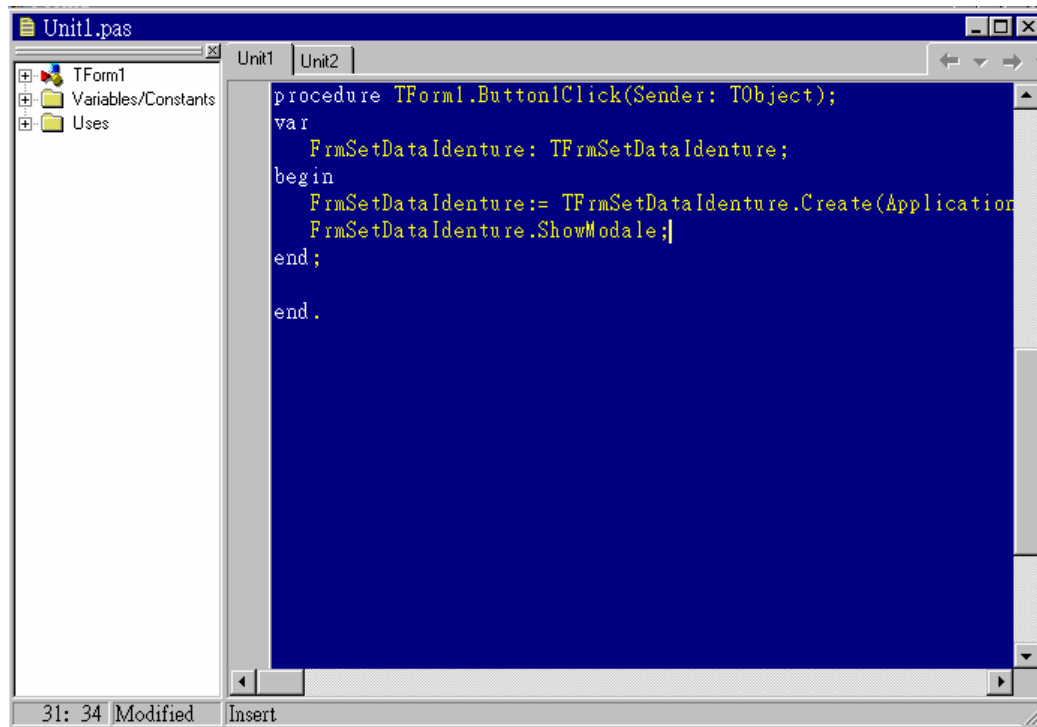 Unit1.pas
TForm1
Variables/Constants
Uses
Unit1 Unit2
procedure TForm1.Button1Click(Sender: TObject);
var
FrmSetDataIdenture: TFrmSetDataIdenture;
begin
FrmSetDataIdenture:= TFrmSetDataIdenture.Create(Application
FrmSetDataIdenture.ShowModale;
end;
end.
31: 34 Modified Insert